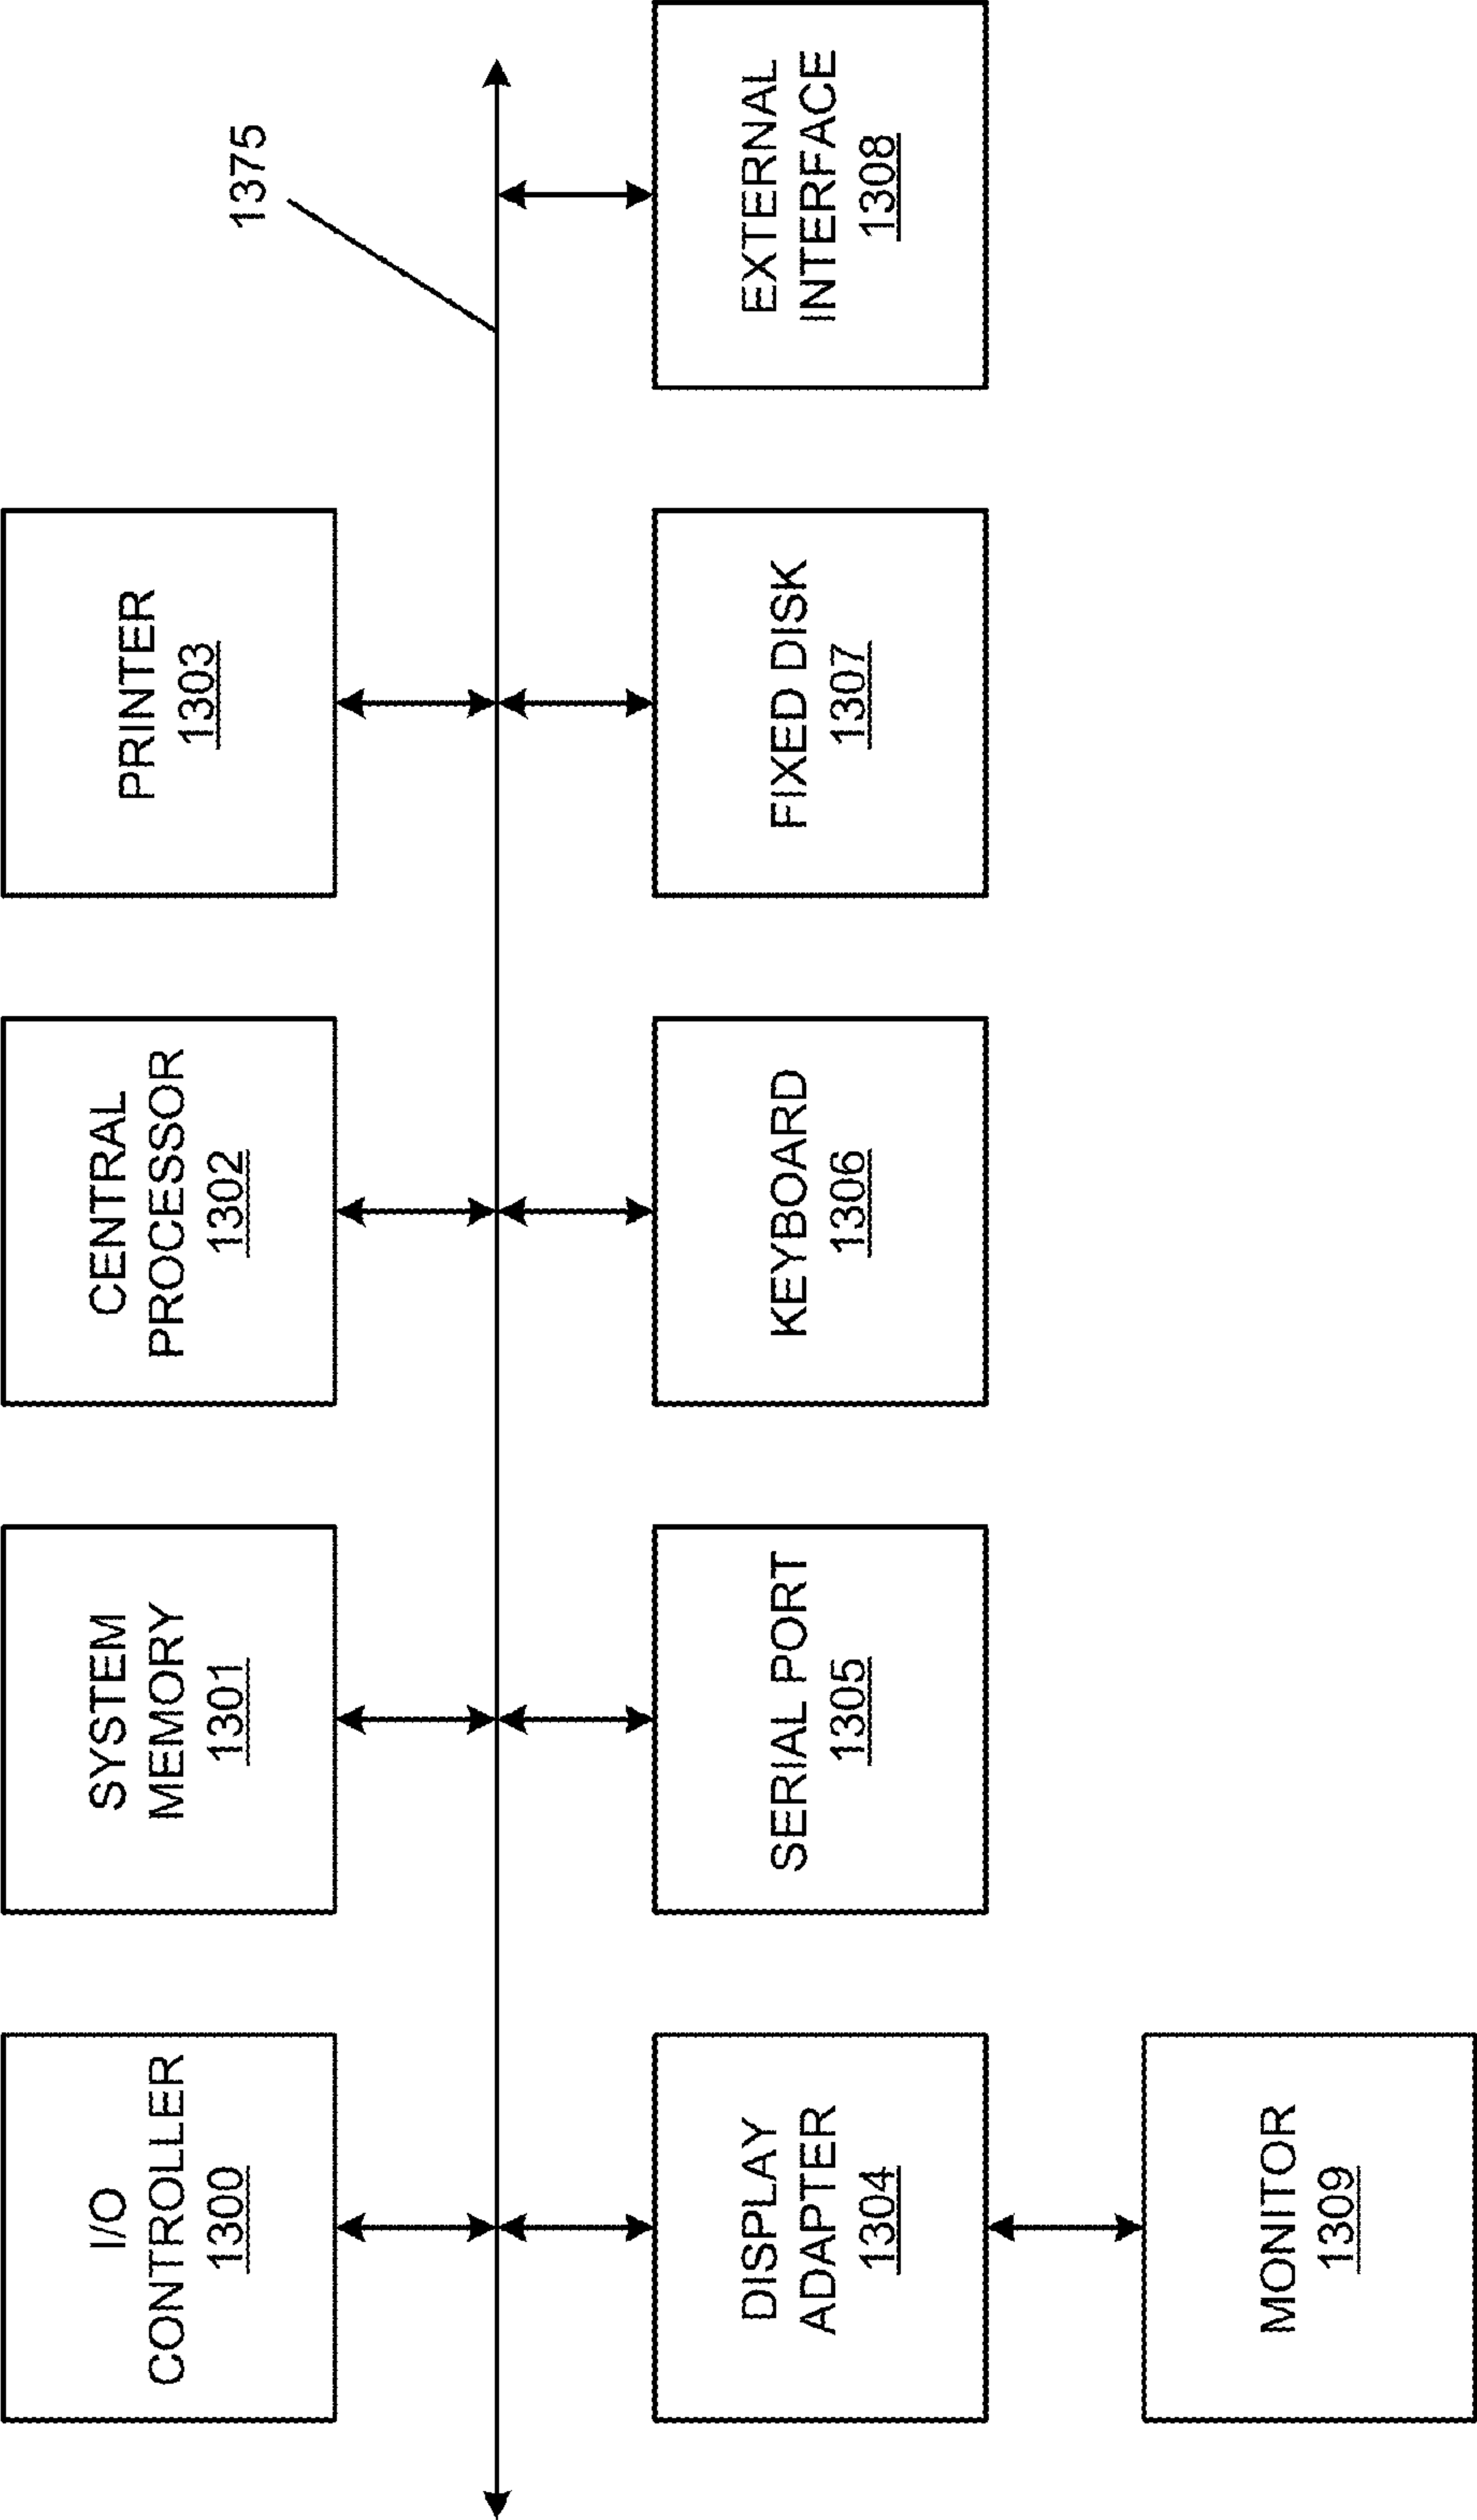 I/O
CONTROLLER
1300
SYSTEM
MEMORY
1301
CENTRAL
PROCESSOR
1302
PRINTER
1303
1375
DISPLAY
ADAPTER
1304
SERIAL PORT
1305
KEYBOARD
1306
FIXED DISK
1307
EXTERNAL
INTERFACE
1308
MONITOR
1309